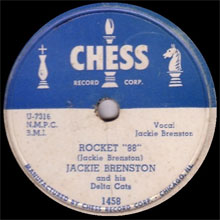 CHESS
RECORD CORP.
U-7316
N.M.P.C.
B.M.I.
Vocal
Jackie Brenston
ROCKET "88"
(Jackie Brenston)
JACKIE BRENSTON
and his
Delta Cats
1458
MANUFACTURED BY CHESS RECORD CORP. - CHICAGO, ILL.